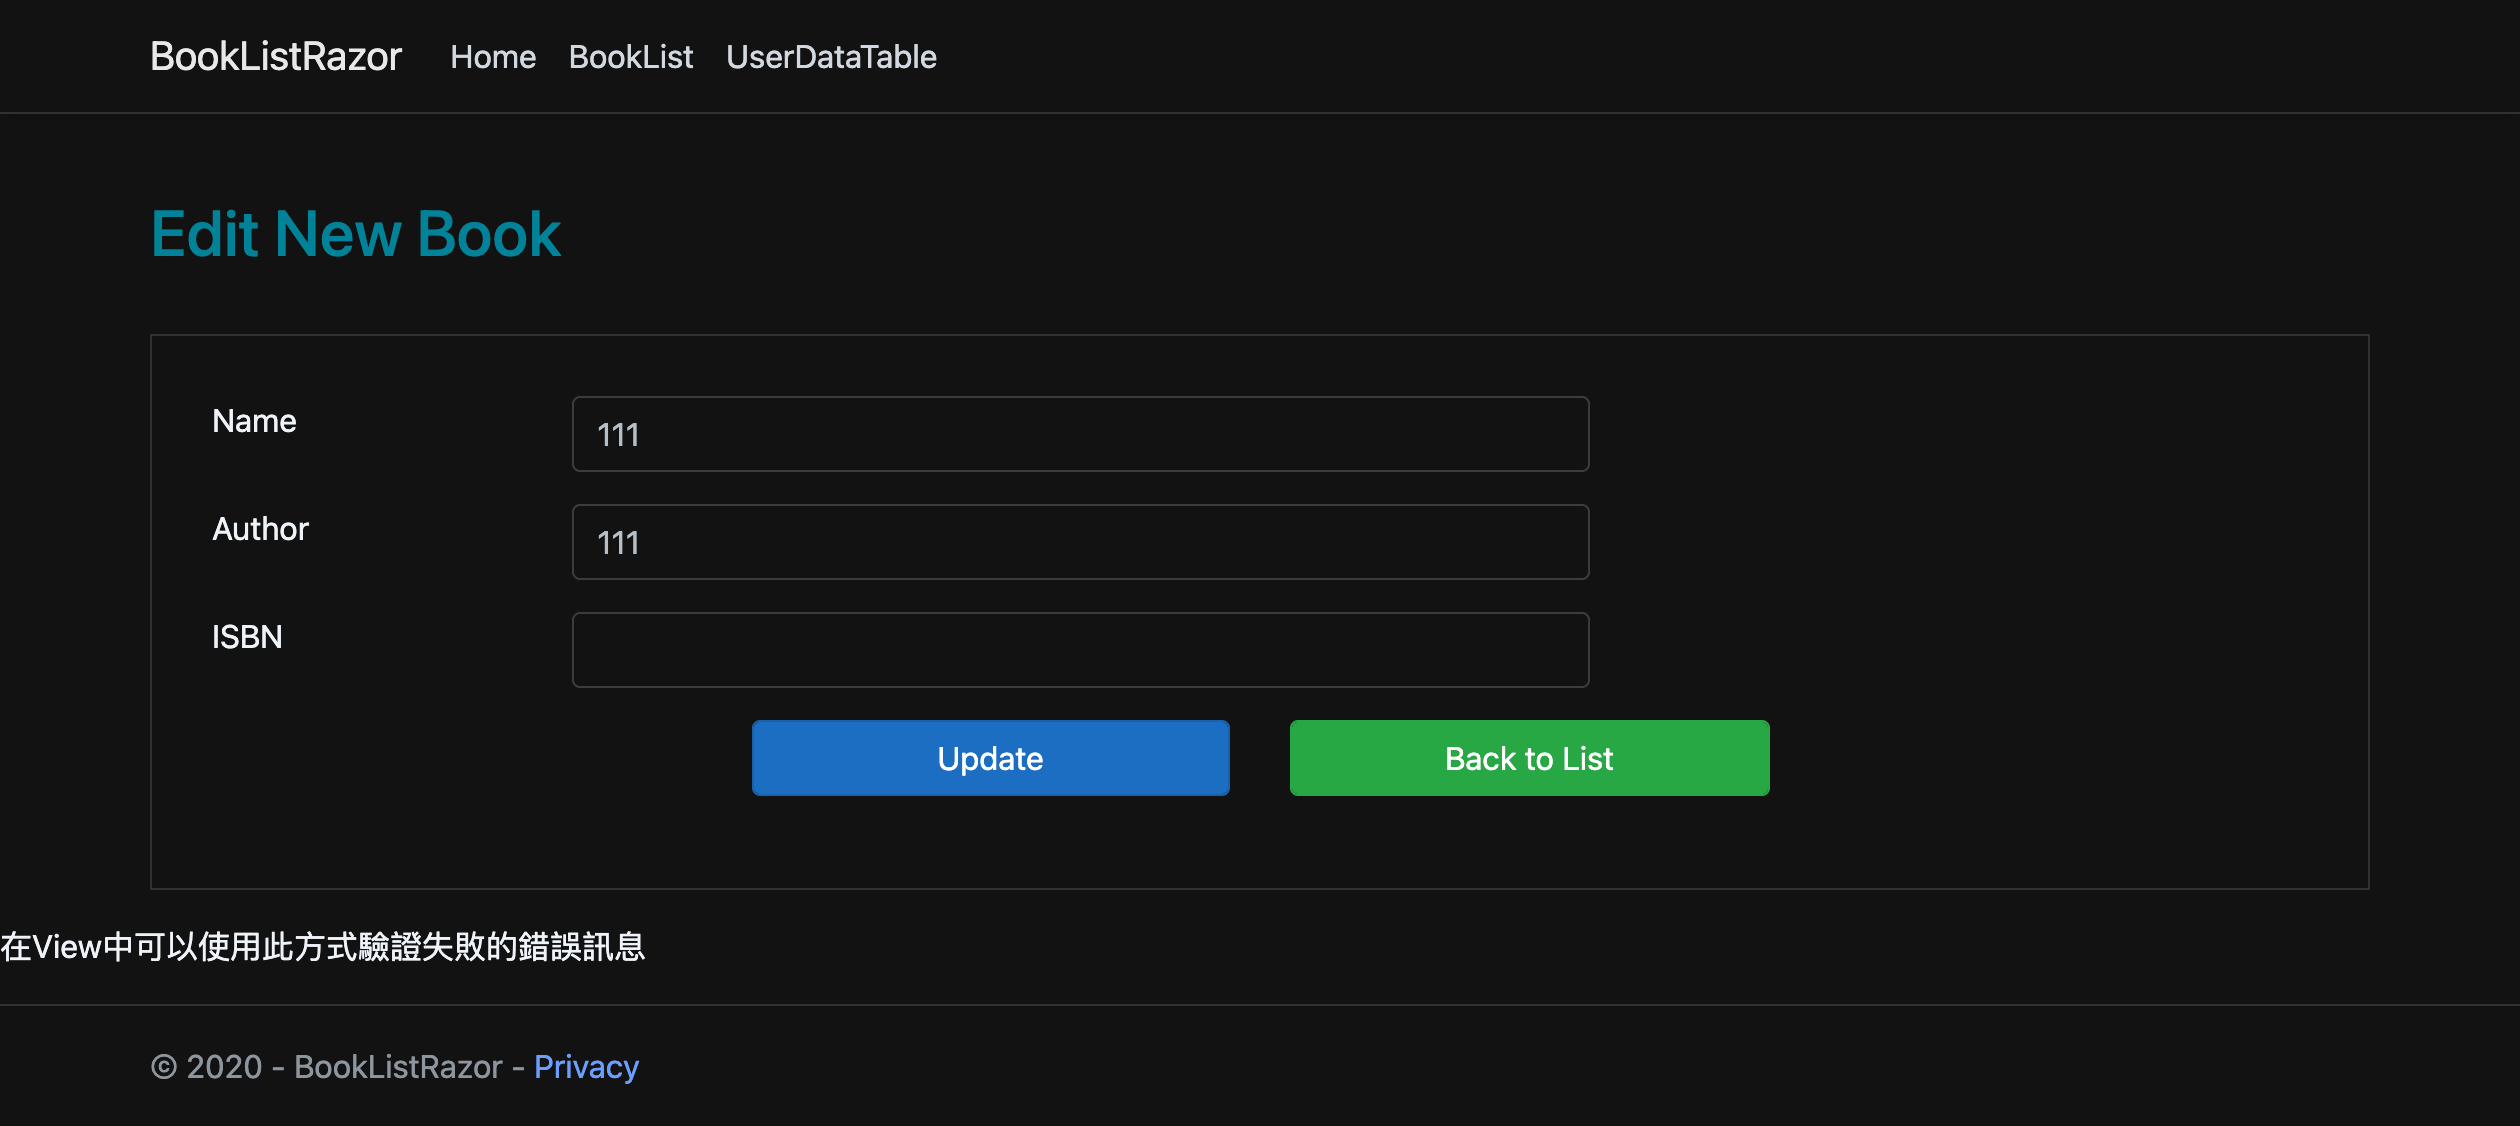 BookListRazor Home BookList UserDataTable
Edit New Book
Name 111
Author 111
ISBN
Update Back to List
在View中可以使用此方式驗證失敗的錯誤訊息
© 2020 - BookListRazor - Privacy